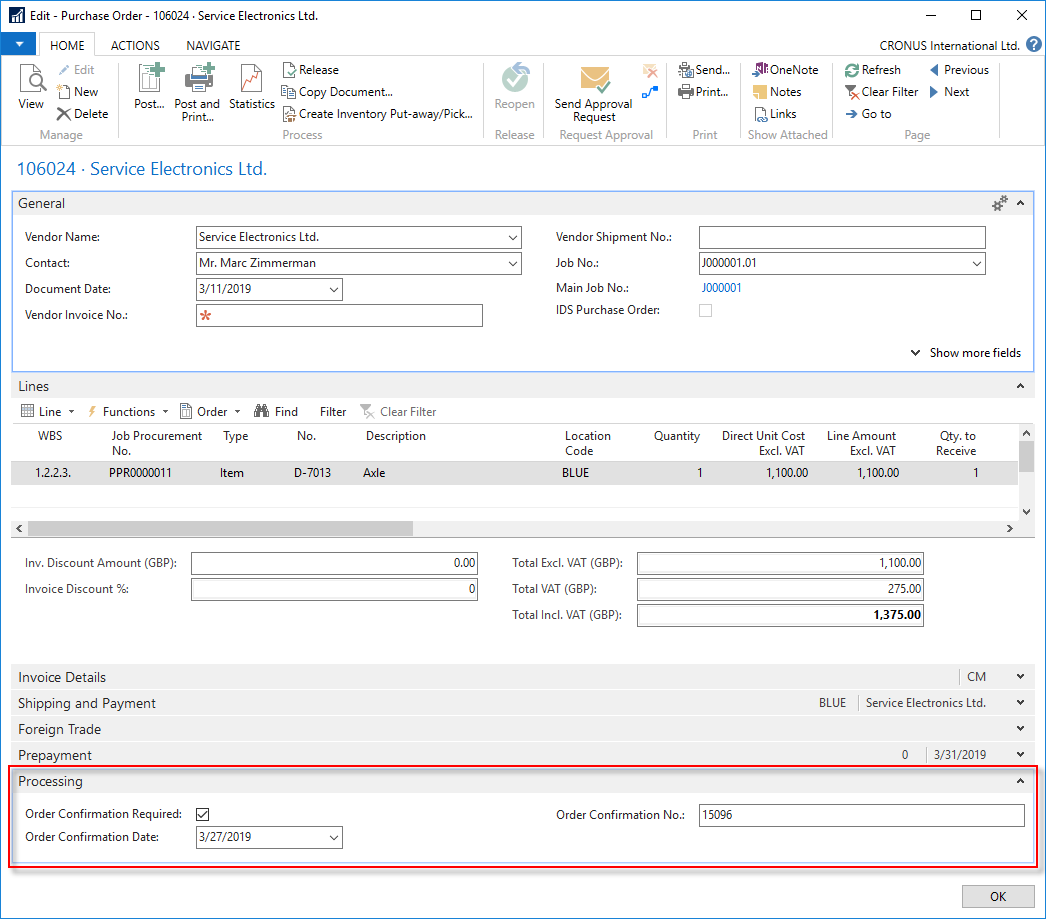 Edit - Purchase Order - 106024 · Service Electronics Ltd.
HOME ACTIONS NAVIGATE CRONUS International Ltd. ?
View
Edit
New
Delete
Manage
Post...
Post and Print...
Statistics
Release
Copy Document...
Create Inventory Put-away/Pick...
Process
Reopen
Release
Send Approval Request
Request Approval
Send...
Print...
Print
OneNote
Notes
Links
Show Attached
Refresh
Clear Filter
Go to
Previous
Next
Page
106024 · Service Electronics Ltd.
General
Vendor Name: Service Electronics Ltd.
Contact: Mr. Marc Zimmerman
Document Date: 3/11/2019
Vendor Invoice No.: *
Vendor Shipment No.:
Job No.: J000001.01
Main Job No.: J000001
IDS Purchase Order:
Show more fields
Lines
Line Functions Order Find Filter Clear Filter
WBS Job Procurement No. Type No. Description Location Code Quantity Direct Unit Cost Excl. VAT Line Amount Excl. VAT Qty. to Receive
1.2.2.3. PPR0000011 Item D-7013 Axle BLUE 1 1,100.00 1,100.00 1
Inv. Discount Amount (GBP): 0.00
Invoice Discount %: 0
Total Excl. VAT (GBP): 1,100.00
Total VAT (GBP): 275.00
Total Incl. VAT (GBP): 1,375.00
Invoice Details CM
Shipping and Payment BLUE Service Electronics Ltd.
Foreign Trade
Prepayment 0 3/31/2019
Processing
Order Confirmation Required:
Order Confirmation Date: 3/27/2019
Order Confirmation No.: 15096
OK